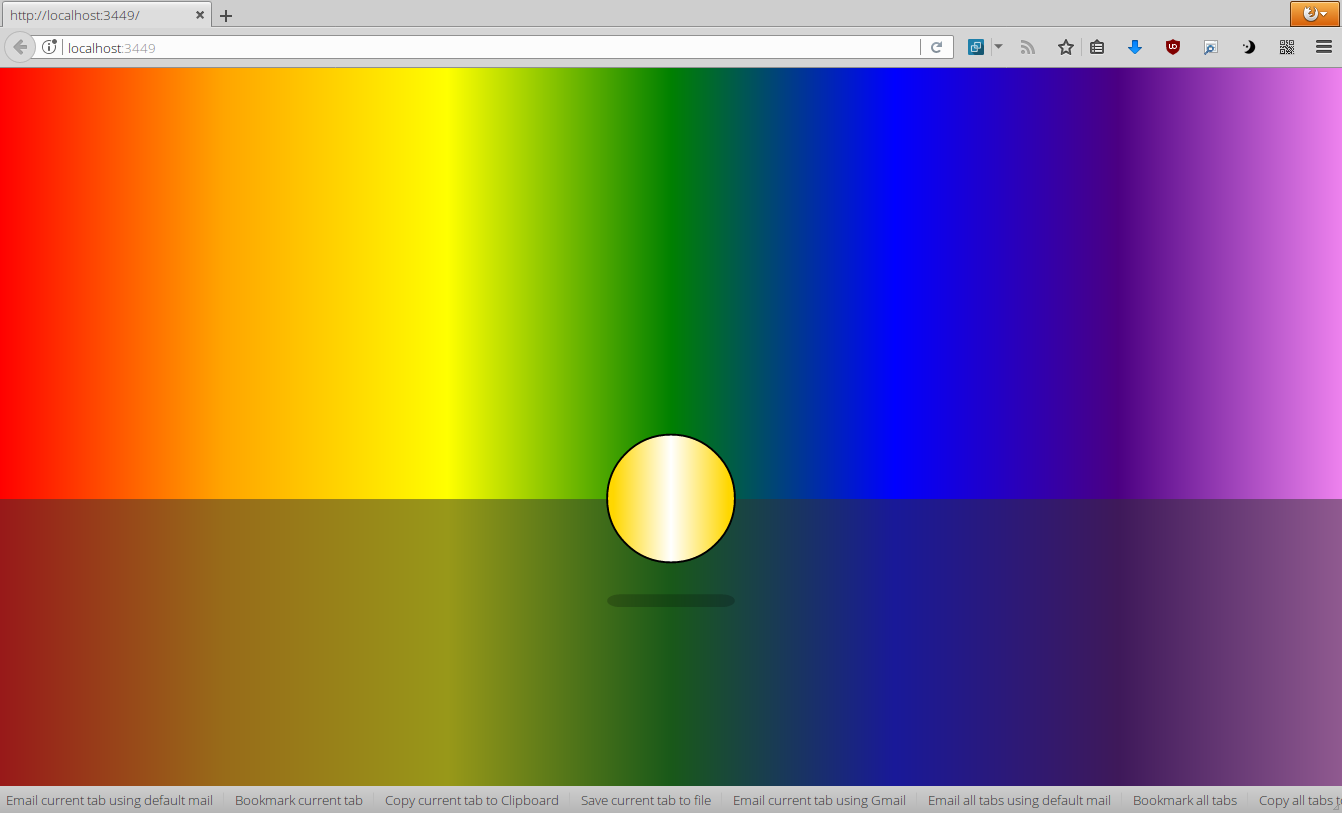 http://localhost:3449/
localhost:3449
Email current tab using default mail Bookmark current tab Copy current tab to Clipboard Save current tab to file Email current tab using Gmail Email all tabs using default mail Bookmark all tabs Copy all tabs